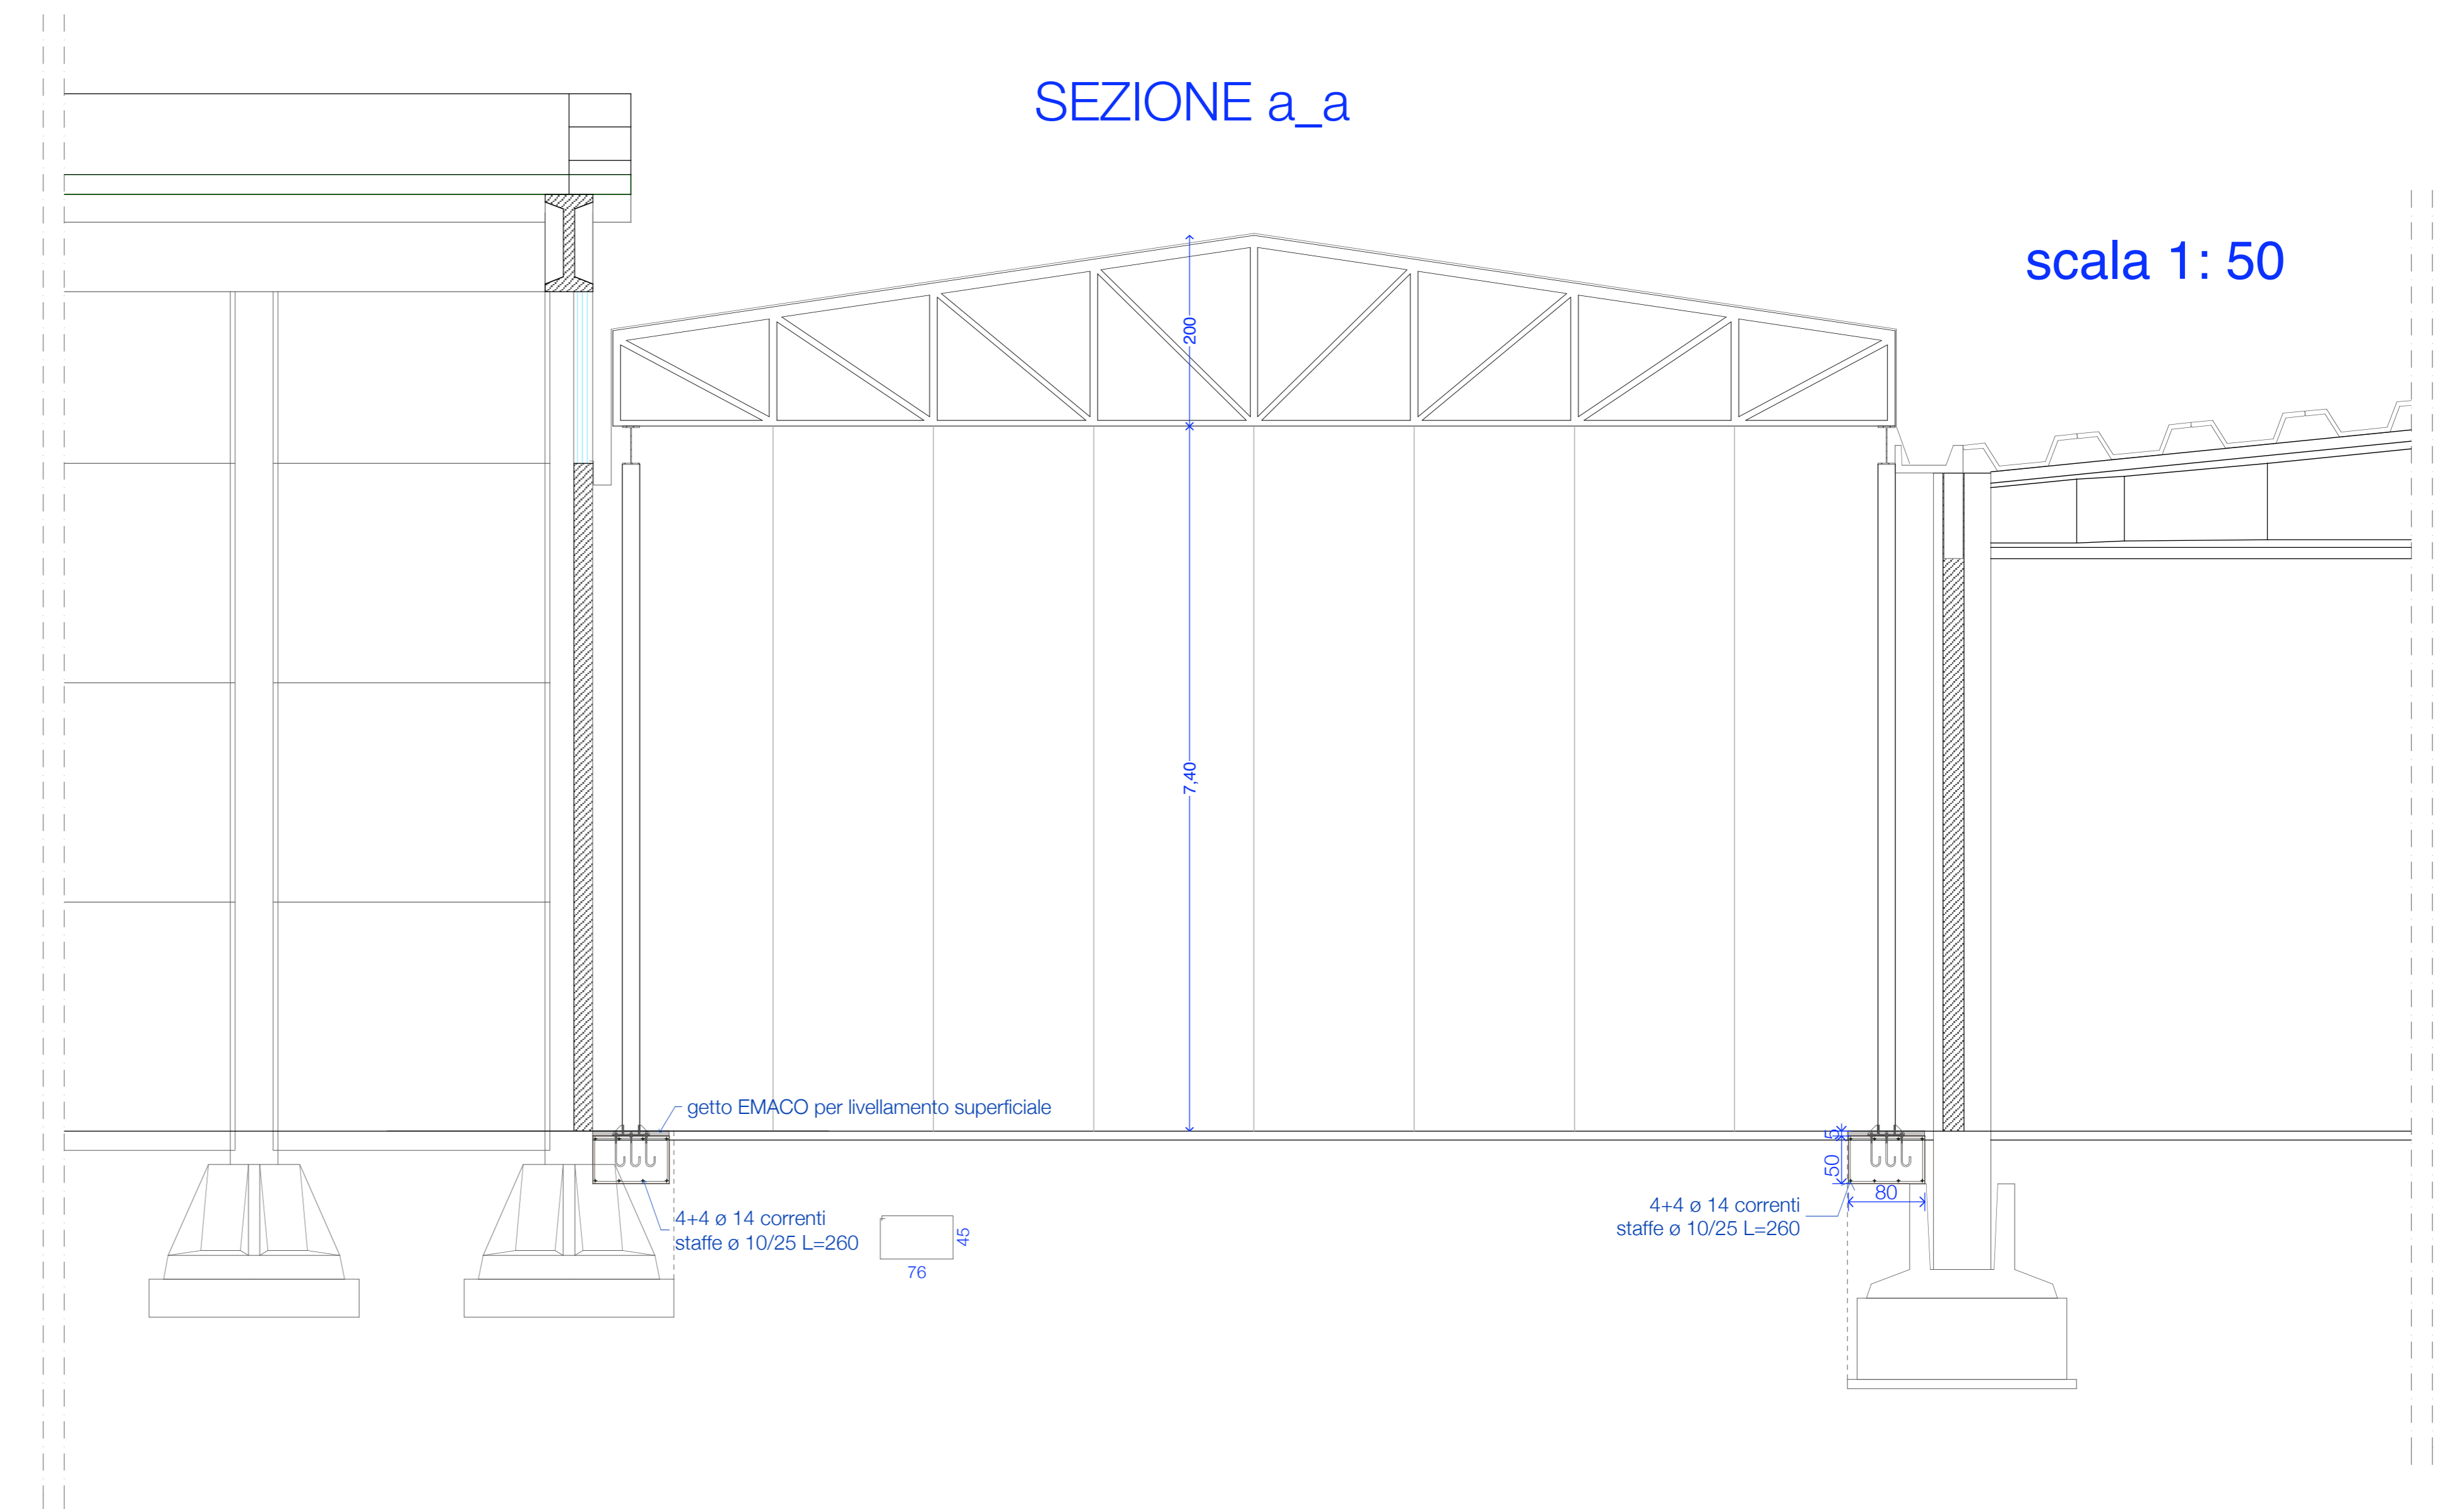 SEZIONE a_a
scala 1: 50
200
7,40
getto EMACO per livellamento superficiale
4+4 ø 14 correnti
staffe ø 10/25 L=260
45
76
5
50
80
4+4 ø 14 correnti
staffe ø 10/25 L=260